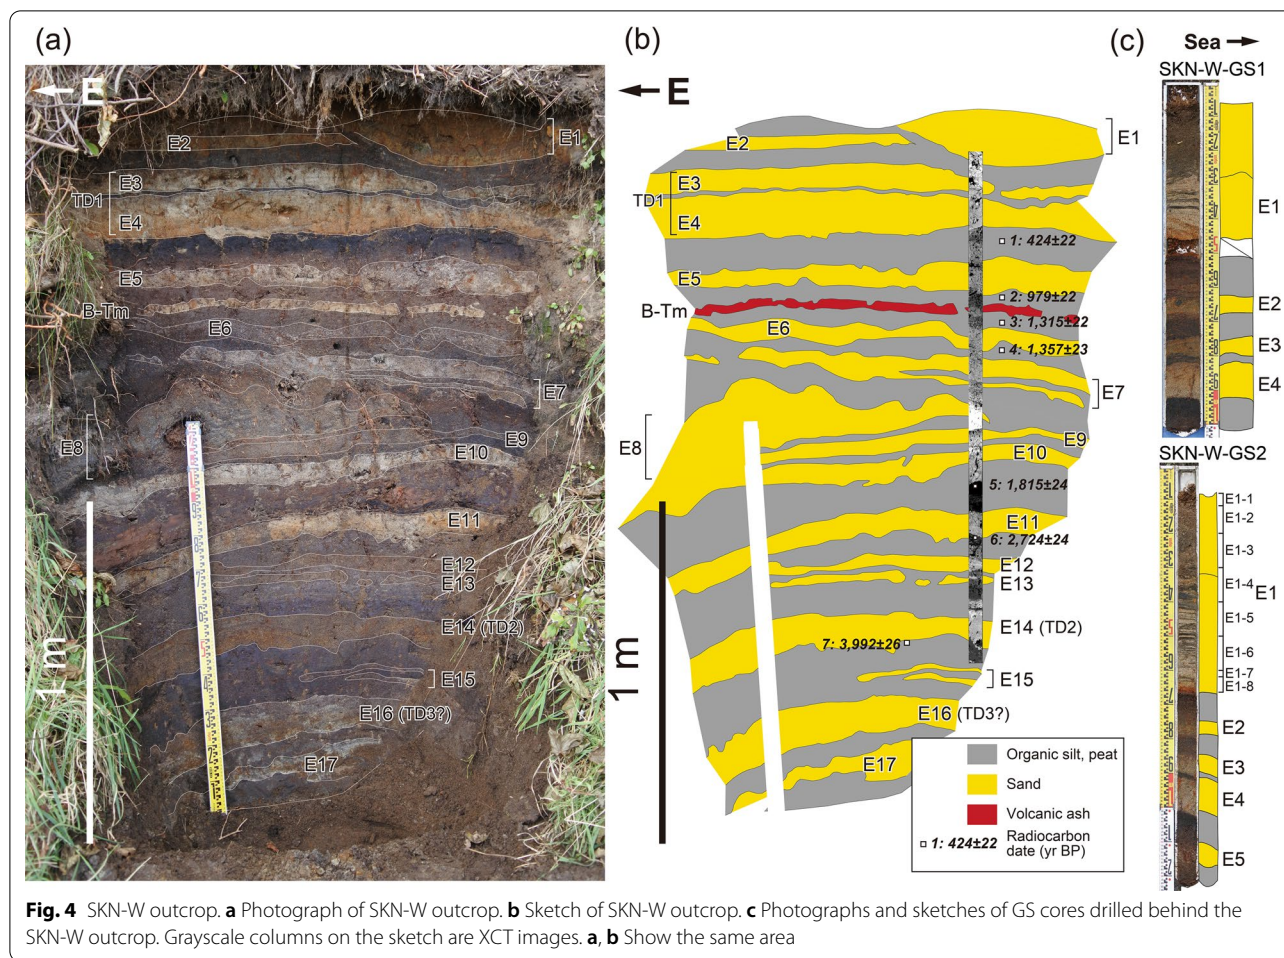 (a)
E
E1
E2
E3
TD1
E4
E5
B-Tm
E6
E7
E8
E9
E10
E11
E12
E13
E14 (TD2)
E15
E16 (TD3?)
E17
1 m
(b)
E
E1
E2
E3
TD1
E4
1: 424±22
E5
2: 979±22
B-Tm
3: 1,315±22
E6
4: 1,357±23
E7
E8
E9
E10
5: 1,815±24
E11
6: 2,724±24
E12
E13
E14 (TD2)
7: 3,992±26
E15
E16 (TD3?)
E17
1 m
Organic silt, peat
Sand
Volcanic ash
1: 424±22
Radiocarbon
date (yr BP)
(c)
Sea
SKN-W-GS1
E1
E2
E3
E4
SKN-W-GS2
E1-1
E1-2
E1-3
E1-4
E1
E1-5
E1-6
E1-7
E1-8
E2
E3
E4
E5
Fig. 4 SKN-W outcrop. a Photograph of SKN-W outcrop. b Sketch of SKN-W outcrop. c Photographs and sketches of GS cores drilled behind the
SKN-W outcrop. Grayscale columns on the sketch are XCT images. a, b Show the same area